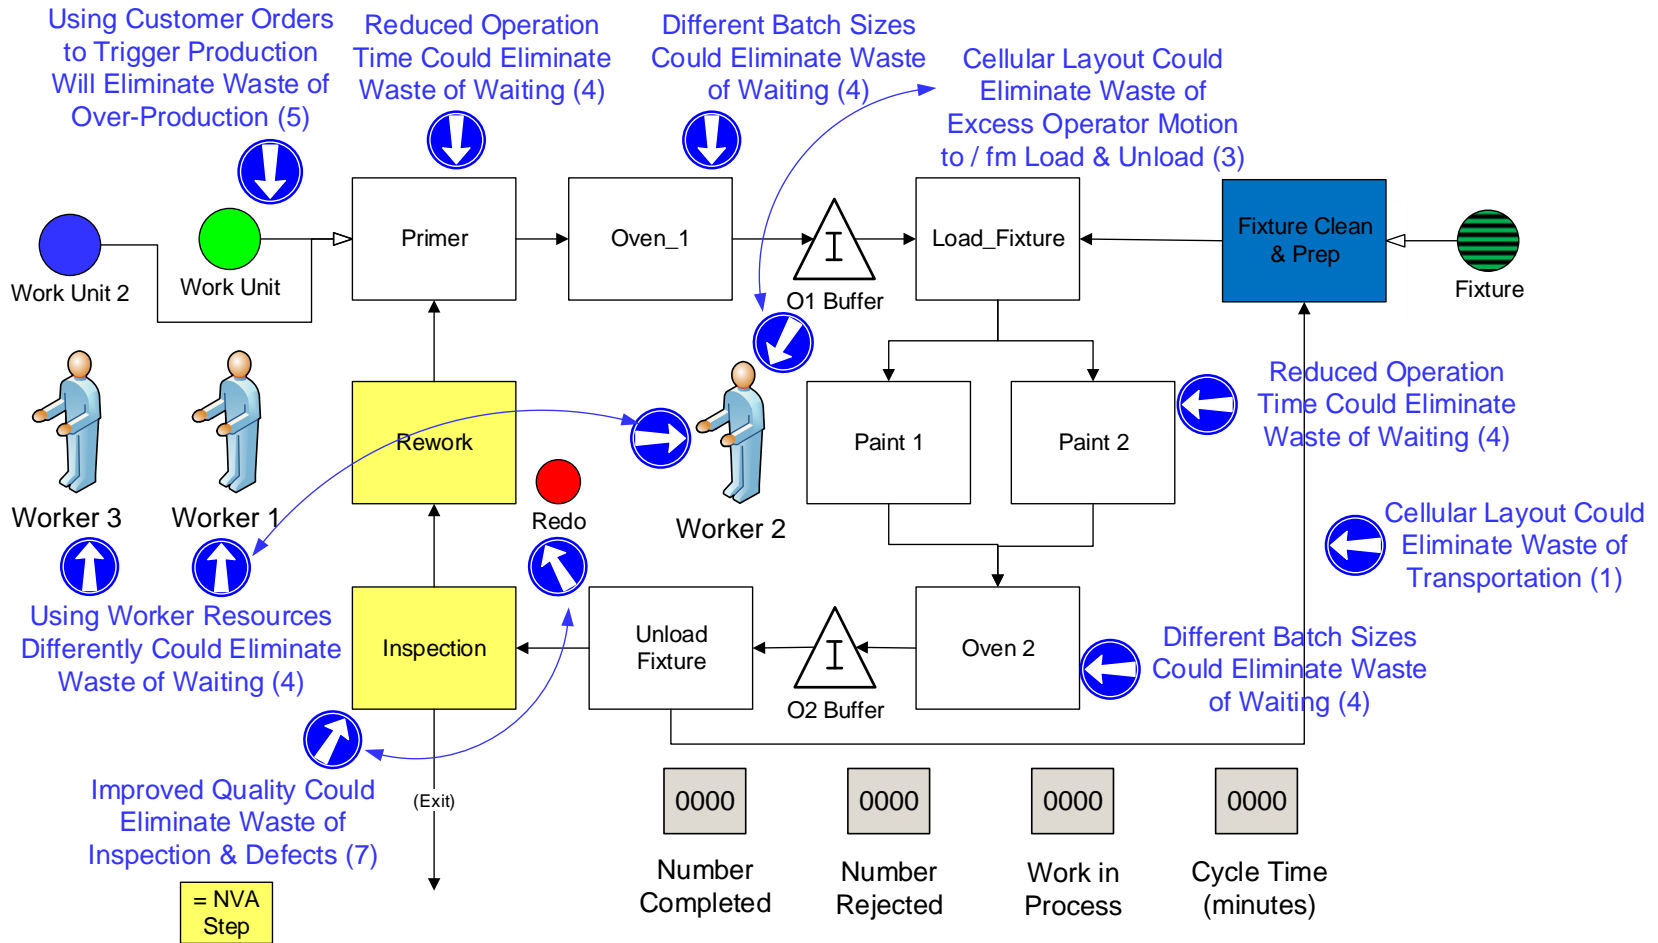 Using Customer Orders
to Trigger Production
Will Eliminate Waste of
Over-Production (5)
Reduced Operation
Time Could Eliminate
Waste of Waiting (4)
Different Batch Sizes
Could Eliminate Waste
of Waiting (4)
Cellular Layout Could
Eliminate Waste of
Excess Operator Motion
to / fm Load & Unload (3)
Work Unit 2
Work Unit
Primer
Oven_1
I
O1 Buffer
Load_Fixture
Fixture Clean
& Prep
Fixture
Worker 3
Worker 1
Rework
Redo
Worker 2
Paint 1
Paint 2
Reduced Operation
Time Could Eliminate
Waste of Waiting (4)
Cellular Layout Could
Eliminate Waste of
Transportation (1)
Using Worker Resources
Differently Could Eliminate
Waste of Waiting (4)
Inspection
Unload
Fixture
I
O2 Buffer
Oven 2
Different Batch Sizes
Could Eliminate Waste
of Waiting (4)
Improved Quality Could
Eliminate Waste of
Inspection & Defects (7)
(Exit)
= NVA
Step
0000
Number
Completed
0000
Number
Rejected
0000
Work in
Process
0000
Cycle Time
(minutes)